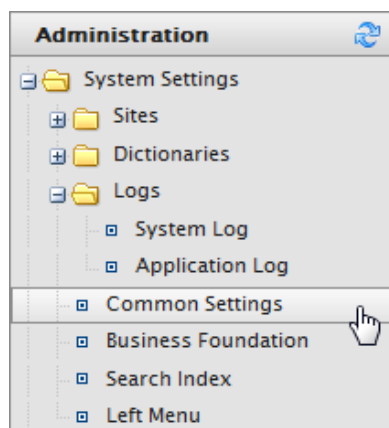 Administration
System Settings
Sites
Dictionaries
Logs
System Log
Application Log
Common Settings
Business Foundation
Search Index
Left Menu